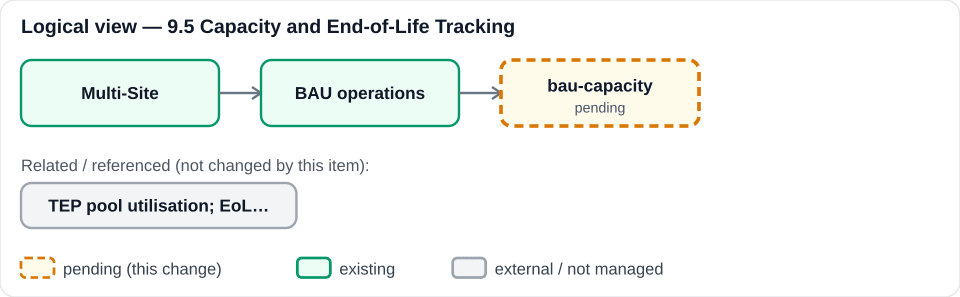 Logical view — 9.5 Capacity and End-of-Life Tracking
Multi-Site
BAU operations
bau-capacity
pending
Related / referenced (not changed by this item):
TEP pool utilisation; EoL…
pending (this change)
existing
external / not managed